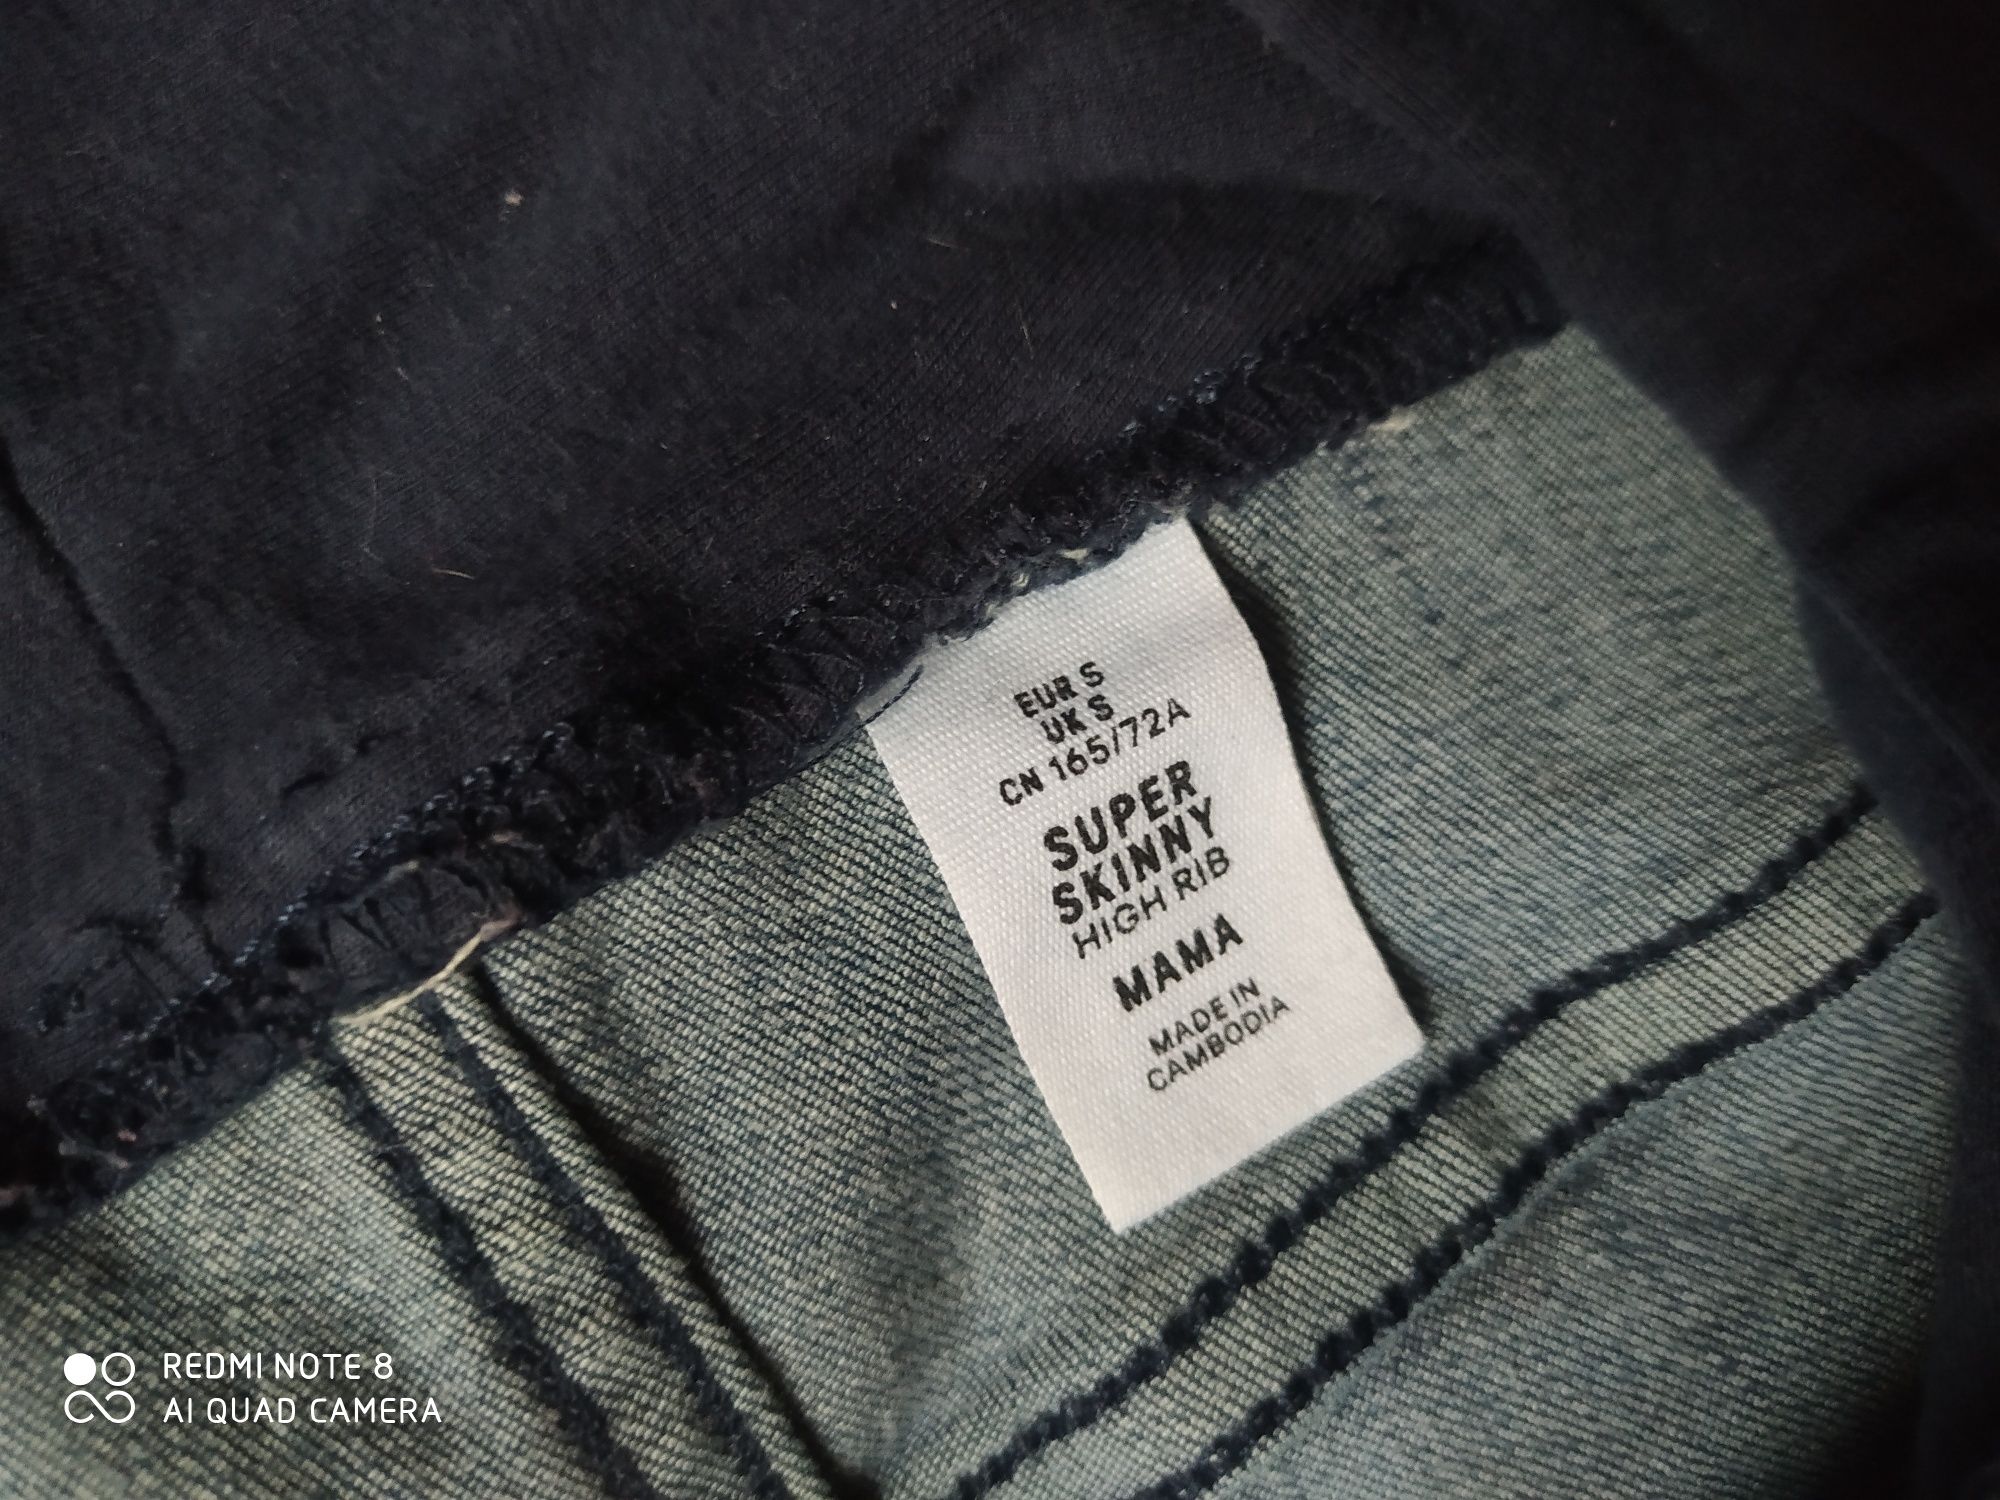 EUR S
UK S
CN 165/72A
SUPER
SKINNY
HIGH RIB
MAMA
MADE IN
CAMBODIA
REDMI NOTE 8
AI QUAD CAMERA